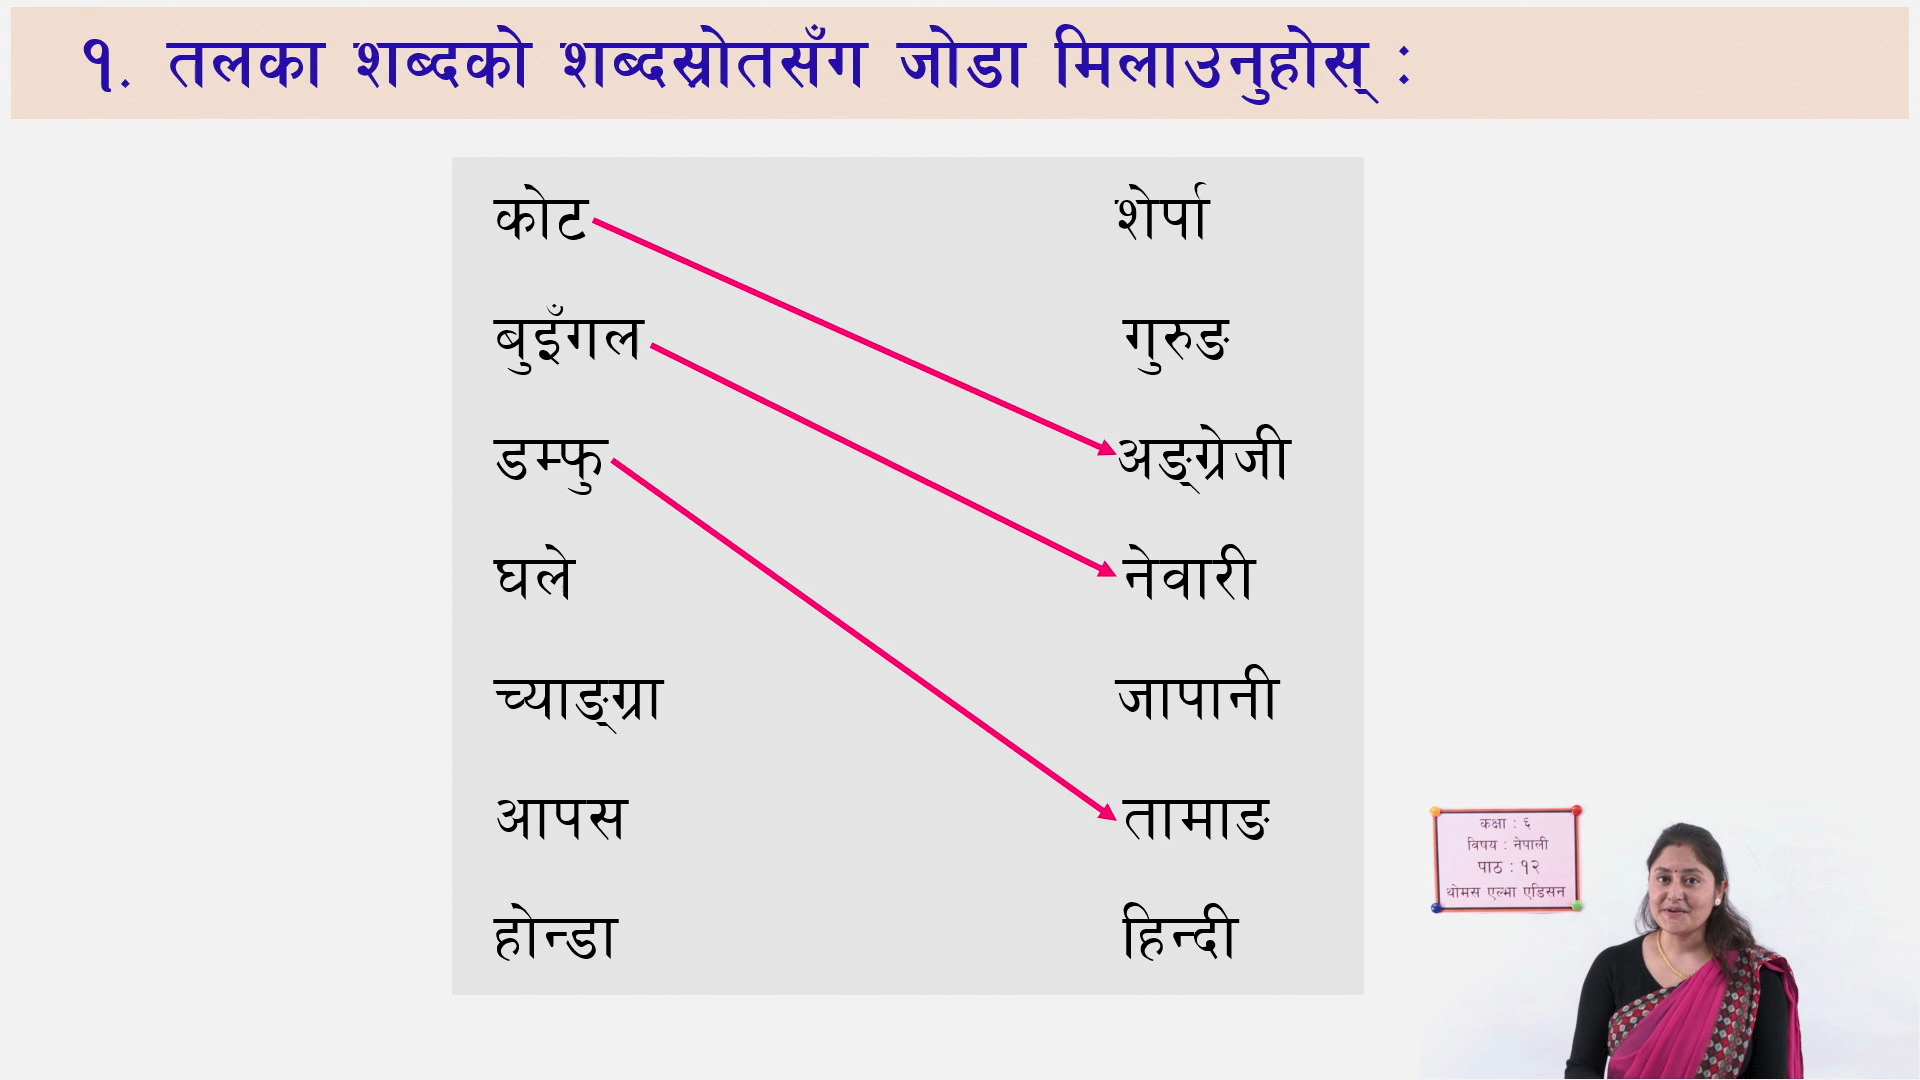 १. तलका शब्दको शब्दस्रोतसँग जोडा मिलाउनुहोस् :
कोट शेर्पा
बुइँगल गुरुङ
डम्फु अङ्ग्रेजी
घले नेवारी
च्याङ्ग्रा जापानी
आपस तामाङ
होन्डा हिन्दी
कक्षा : ६
विषय : नेपाली
पाठ : १२
थोमस एल्भा एडिसन